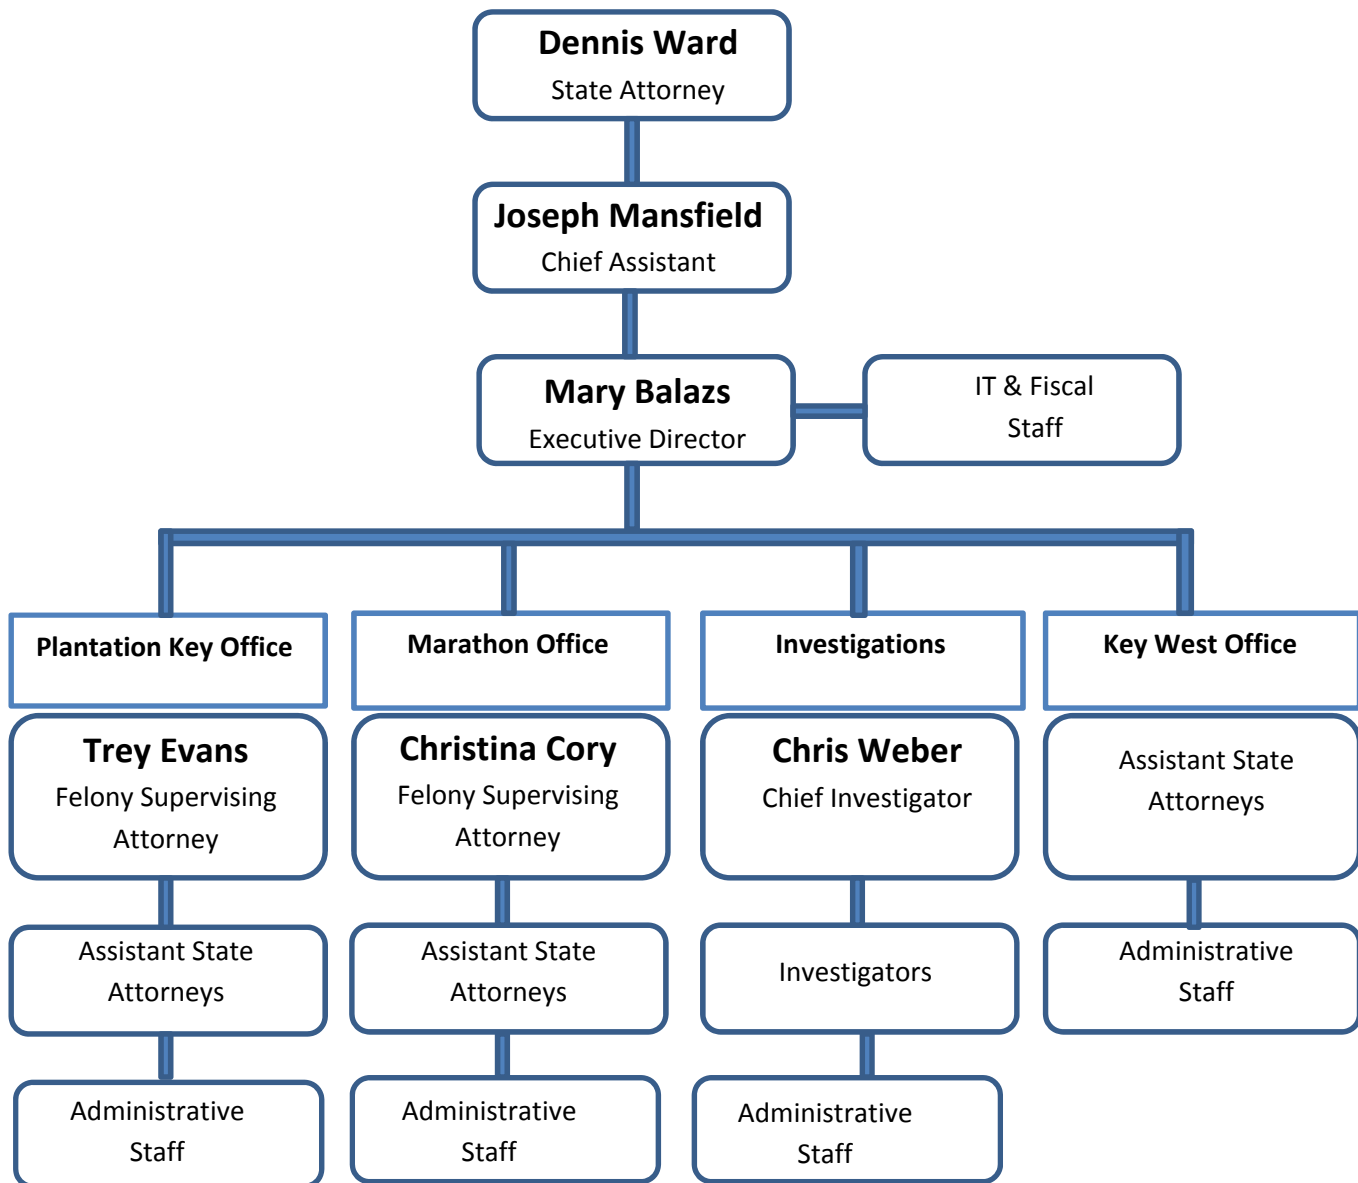 Dennis Ward
State Attorney
Joseph Mansfield
Chief Assistant
Mary Balazs
Executive Director
IT & Fiscal
Staff
Plantation Key Office
Marathon Office
Investigations
Key West Office
Trey Evans
Felony Supervising
Attorney
Christina Cory
Felony Supervising
Attorney
Chris Weber
Chief Investigator
Assistant State
Attorneys
Assistant State
Attorneys
Assistant State
Attorneys
Investigators
Administrative
Staff
Administrative
Staff
Administrative
Staff
Administrative
Staff